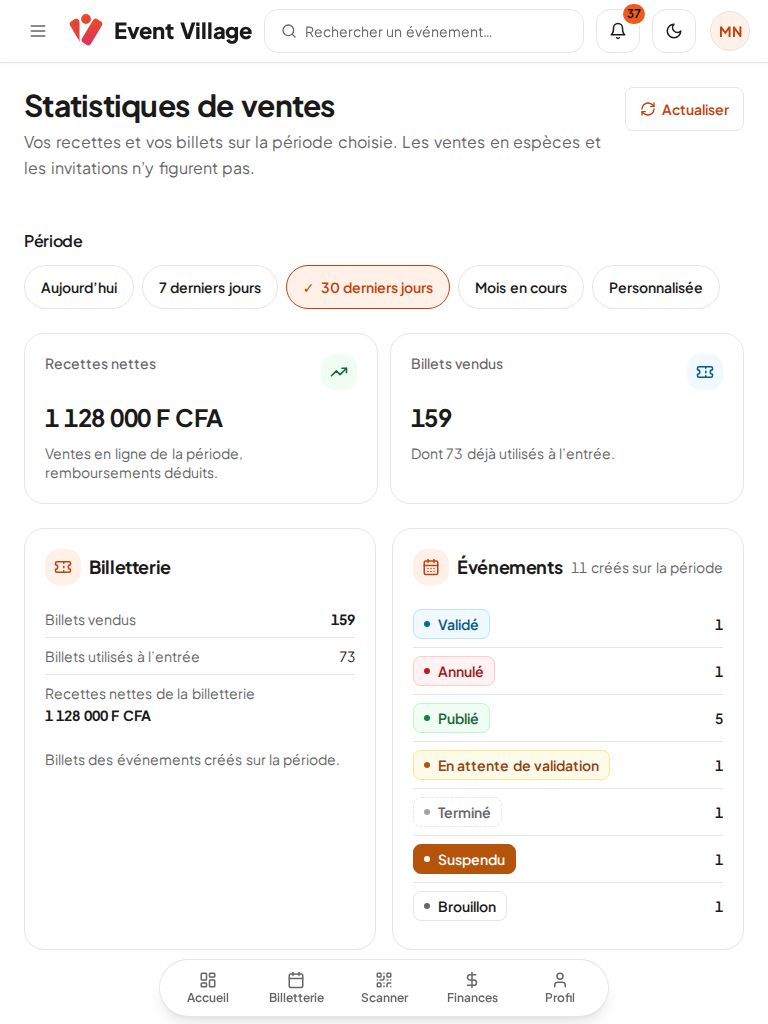 Event Village
Rechercher un événement…
37
MN
Statistiques de ventes
Actualiser
Vos recettes et vos billets sur la période choisie. Les ventes en espèces et
les invitations n’y figurent pas.
Période
Aujourd’hui
7 derniers jours
✓ 30 derniers jours
Mois en cours
Personnalisée
Recettes nettes
1 128 000 F CFA
Ventes en ligne de la période,
remboursements déduits.
Billets vendus
159
Dont 73 déjà utilisés à l’entrée.
Billetterie
Billets vendus 159
Billets utilisés à l’entrée 73
Recettes nettes de la billetterie
1 128 000 F CFA
Billets des événements créés sur la période.
Événements 11 créés sur la période
Validé 1
Annulé 1
Publié 5
En attente de validation 1
Terminé 1
Suspendu 1
Brouillon 1
Accueil
Billetterie
Scanner
Finances
Profil